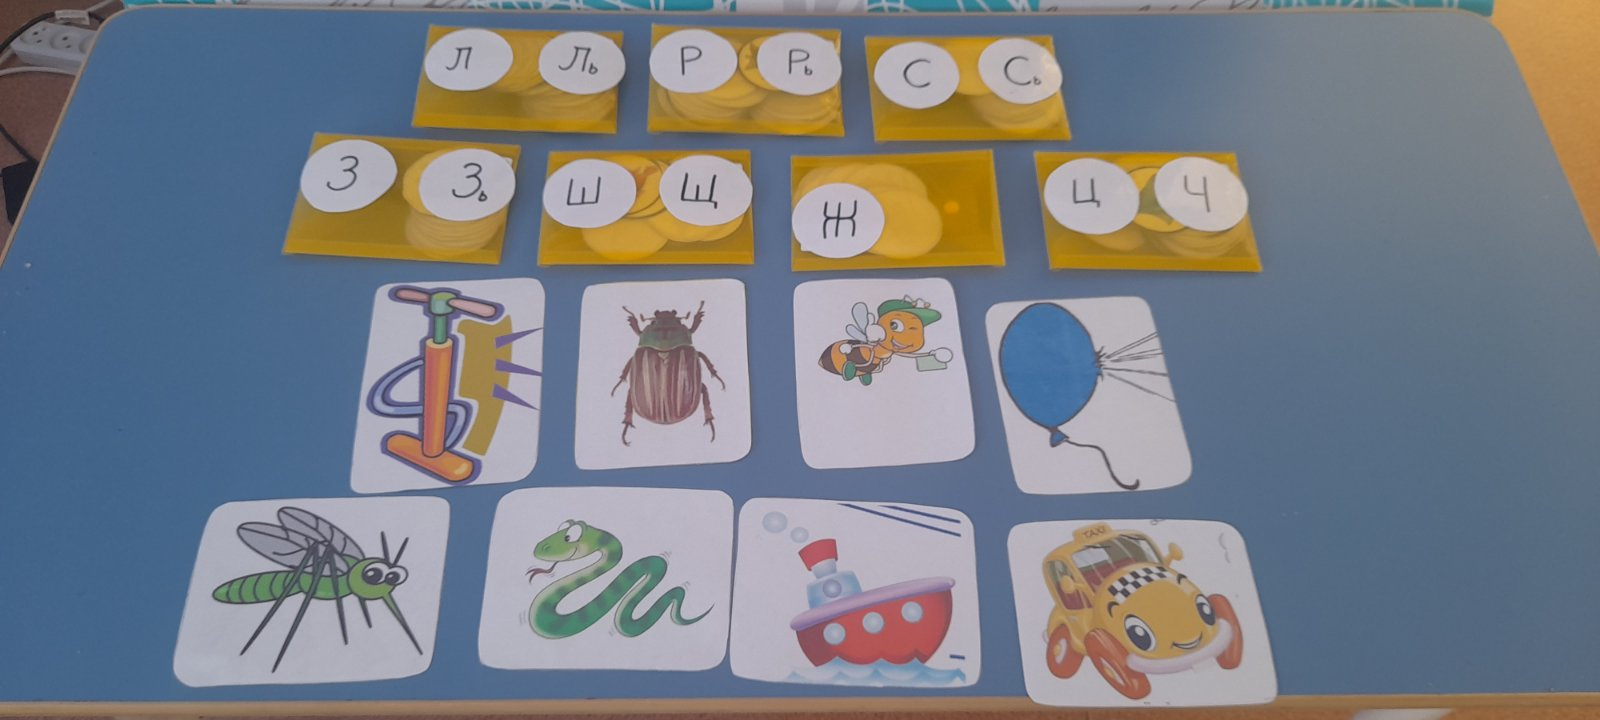 Л Ль Р Рь С Сь
З Зь Ш Щ Ж Ц Ч
TAXI